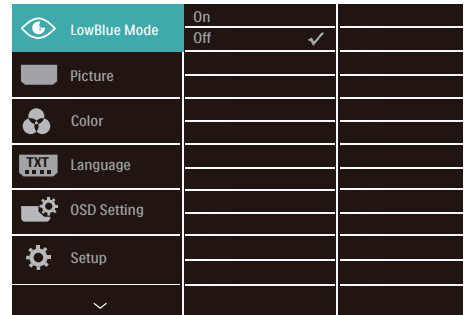 LowBlue Mode
On
Off
Picture
Color
TXT
Language
OSD Setting
Setup